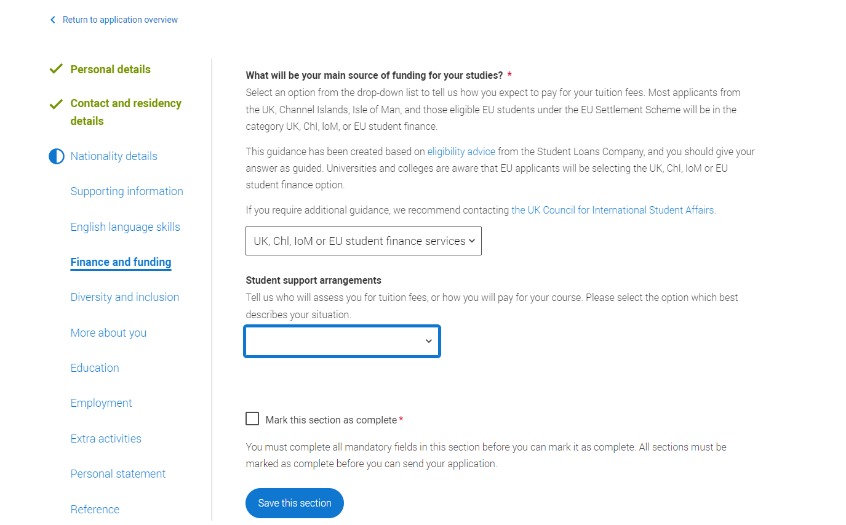 Return to application overview
Personal details
Contact and residency
details
Nationality details
Supporting information
English language skills
Finance and funding
Diversity and inclusion
More about you
Education
Employment
Extra activities
Personal statement
Reference
What will be your main source of funding for your studies? *
Select an option from the drop-down list to tell us how you expect to pay for your tuition fees. Most applicants from
the UK, Channel Islands, Isle of Man, and those eligible EU students under the EU Settlement Scheme will be in the
category UK, ChI, IoM, or EU student finance.
This guidance has been created based on eligibility advice from the Student Loans Company, and you should give your
answer as guided. Universities and colleges are aware that EU applicants will be selecting the UK, ChI, IoM or EU
student finance option.
If you require additional guidance, we recommend contacting the UK Council for International Student Affairs.
UK, ChI, IoM or EU student finance services
Student support arrangements
Tell us who will assess you for tuition fees, or how you will pay for your course. Please select the option which best
describes your situation.
Mark this section as complete *
You must complete all mandatory fields in this section before you can mark it as complete. All sections must be
marked as complete before you can send your application.
Save this section